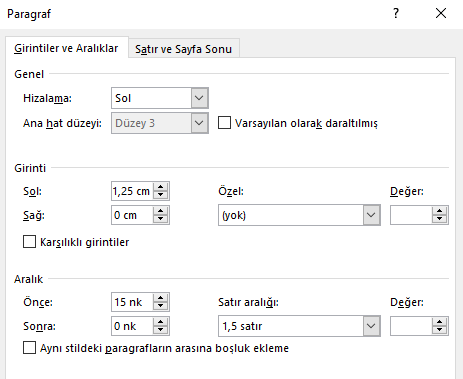 Paragraf ?
Girintiler ve Aralıklar Satır ve Sayfa Sonu
Genel
Hizalama: Sol
Ana hat düzeyi: Düzey 3 Varsayılan olarak daraltılmış
Girinti
Sol: 1,25 cm Özel: Değer:
Sağ: 0 cm (yok)
Karşılıklı girintiler
Aralık
Önce: 15 nk Satır aralığı: Değer:
Sonra: 0 nk 1,5 satır
Aynı stildeki paragrafların arasına boşluk ekleme